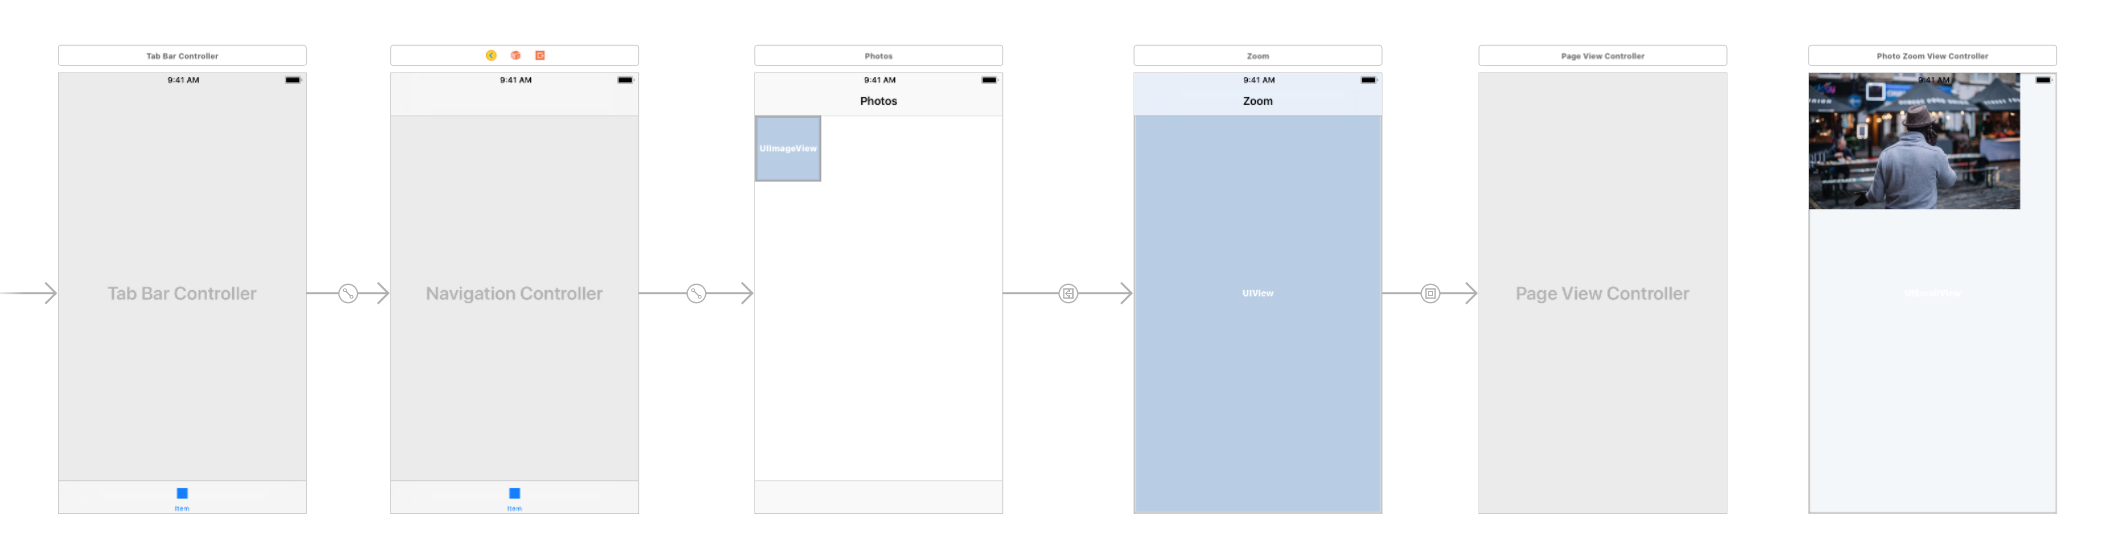 Tab Bar Controller
9:41 AM
Tab Bar Controller
Item
9:41 AM
Navigation Controller
Item
Photos
9:41 AM
Photos
UIImageView
Zoom
9:41 AM
Zoom
UIView
Page View Controller
Page View Controller
Photo Zoom View Controller
9:41 AM